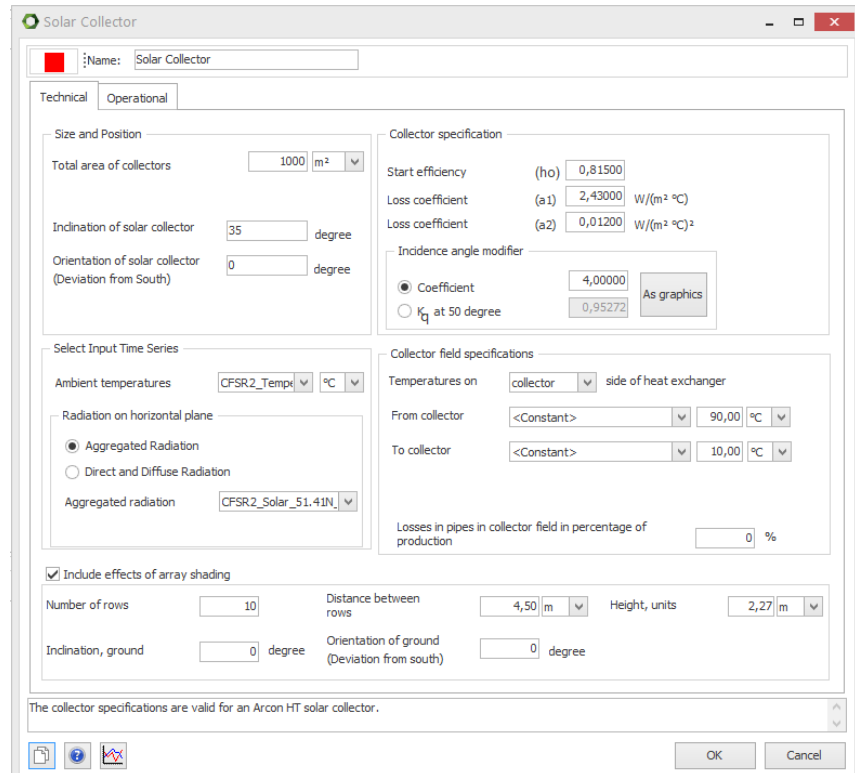 Solar Collector
Name: Solar Collector
Technical Operational
Size and Position
Total area of collectors 1000 m²
Inclination of solar collector 35 degree
Orientation of solar collector
(Deviation from South) 0 degree
Collector specification
Start efficiency (ho) 0,81500
Loss coefficient (a1) 2,43000 W/(m² ºC)
Loss coefficient (a2) 0,01200 W/(m² ºC)²
Incidence angle modifier
Coefficient 4,00000
As graphics
Kq at 50 degree 0,95272
Select Input Time Series
Ambient temperatures CFSR2_Tempe ºC
Radiation on horizontal plane
Aggregated Radiation
Direct and Diffuse Radiation
Aggregated radiation CFSR2_Solar_51.41N_
Collector field specifications
Temperatures on collector side of heat exchanger
From collector <Constant> 90,00 ºC
To collector <Constant> 10,00 ºC
Losses in pipes in collector field in percentage of
production 0 %
Include effects of array shading
Number of rows 10
Distance between
rows 4,50 m
Height, units 2,27 m
Inclination, ground 0 degree
Orientation of ground
(Deviation from south) 0 degree
The collector specifications are valid for an Arcon HT solar collector.
OK Cancel